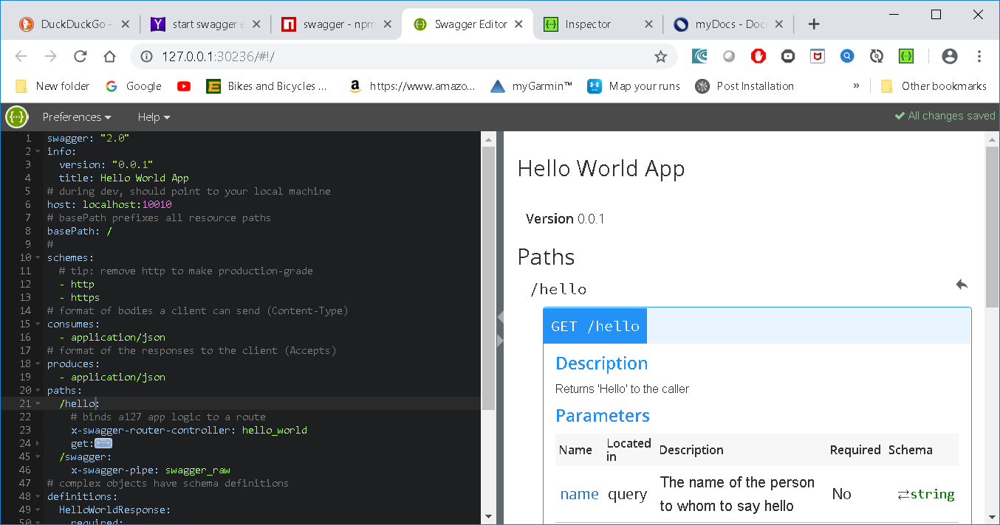 DuckDuckGo –
start swagger e
swagger - npm
Swagger Editor
Inspector
myDocs - Doc
127.0.0.1:30236/#!/
New folder
Google
Bikes and Bicycles ...
https://www.amazo...
myGarmin™
Map your runs
Post Installation
»
Other bookmarks
Preferences
Help
All changes saved
1 swagger: "2.0"
2 info:
3 version: "0.0.1"
4 title: Hello World App
5 # during dev, should point to your local machine
6 host: localhost:10010
7 # basePath prefixes all resource paths
8 basePath: /
9 #
10 schemes:
11 # tip: remove http to make production-grade
12 - http
13 - https
14 # format of bodies a client can send (Content-Type)
15 consumes:
16 - application/json
17 # format of the responses to the client (Accepts)
18 produces:
19 - application/json
20 paths:
21 /hello:
22 # binds a127 app logic to a route
23 x-swagger-router-controller: hello_world
24 get:
45 /swagger:
46 x-swagger-pipe: swagger_raw
47 # complex objects have schema definitions
48 definitions:
49 HelloWorldResponse:
50 required:
Hello World App
Version 0.0.1
Paths
/hello
GET /hello
Description
Returns 'Hello' to the caller
Parameters
Name Located in Description Required Schema
name query The name of the person No ⇄string
to whom to say hello